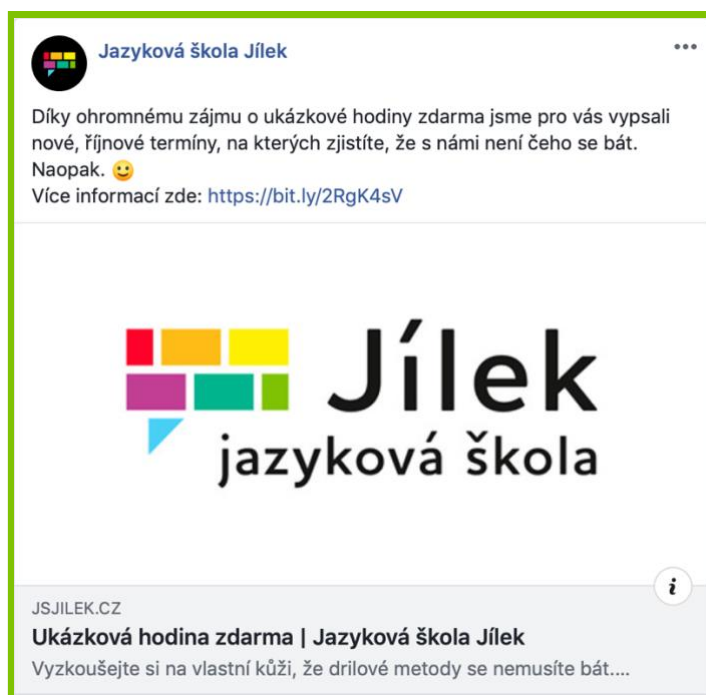 Jazyková škola Jílek
Díky ohromnému zájmu o ukázkové hodiny zdarma jsme pro vás vypsali
nové, říjnové termíny, na kterých zjistíte, že s námi není čeho se bát.
Naopak. 🙂
Více informací zde: https://bit.ly/2RgK4sV
Jílek
jazyková škola
i
JSJILEK.CZ
Ukázková hodina zdarma | Jazyková škola Jílek
Vyzkoušejte si na vlastní kůži, že drilové metody se nemusíte bát....